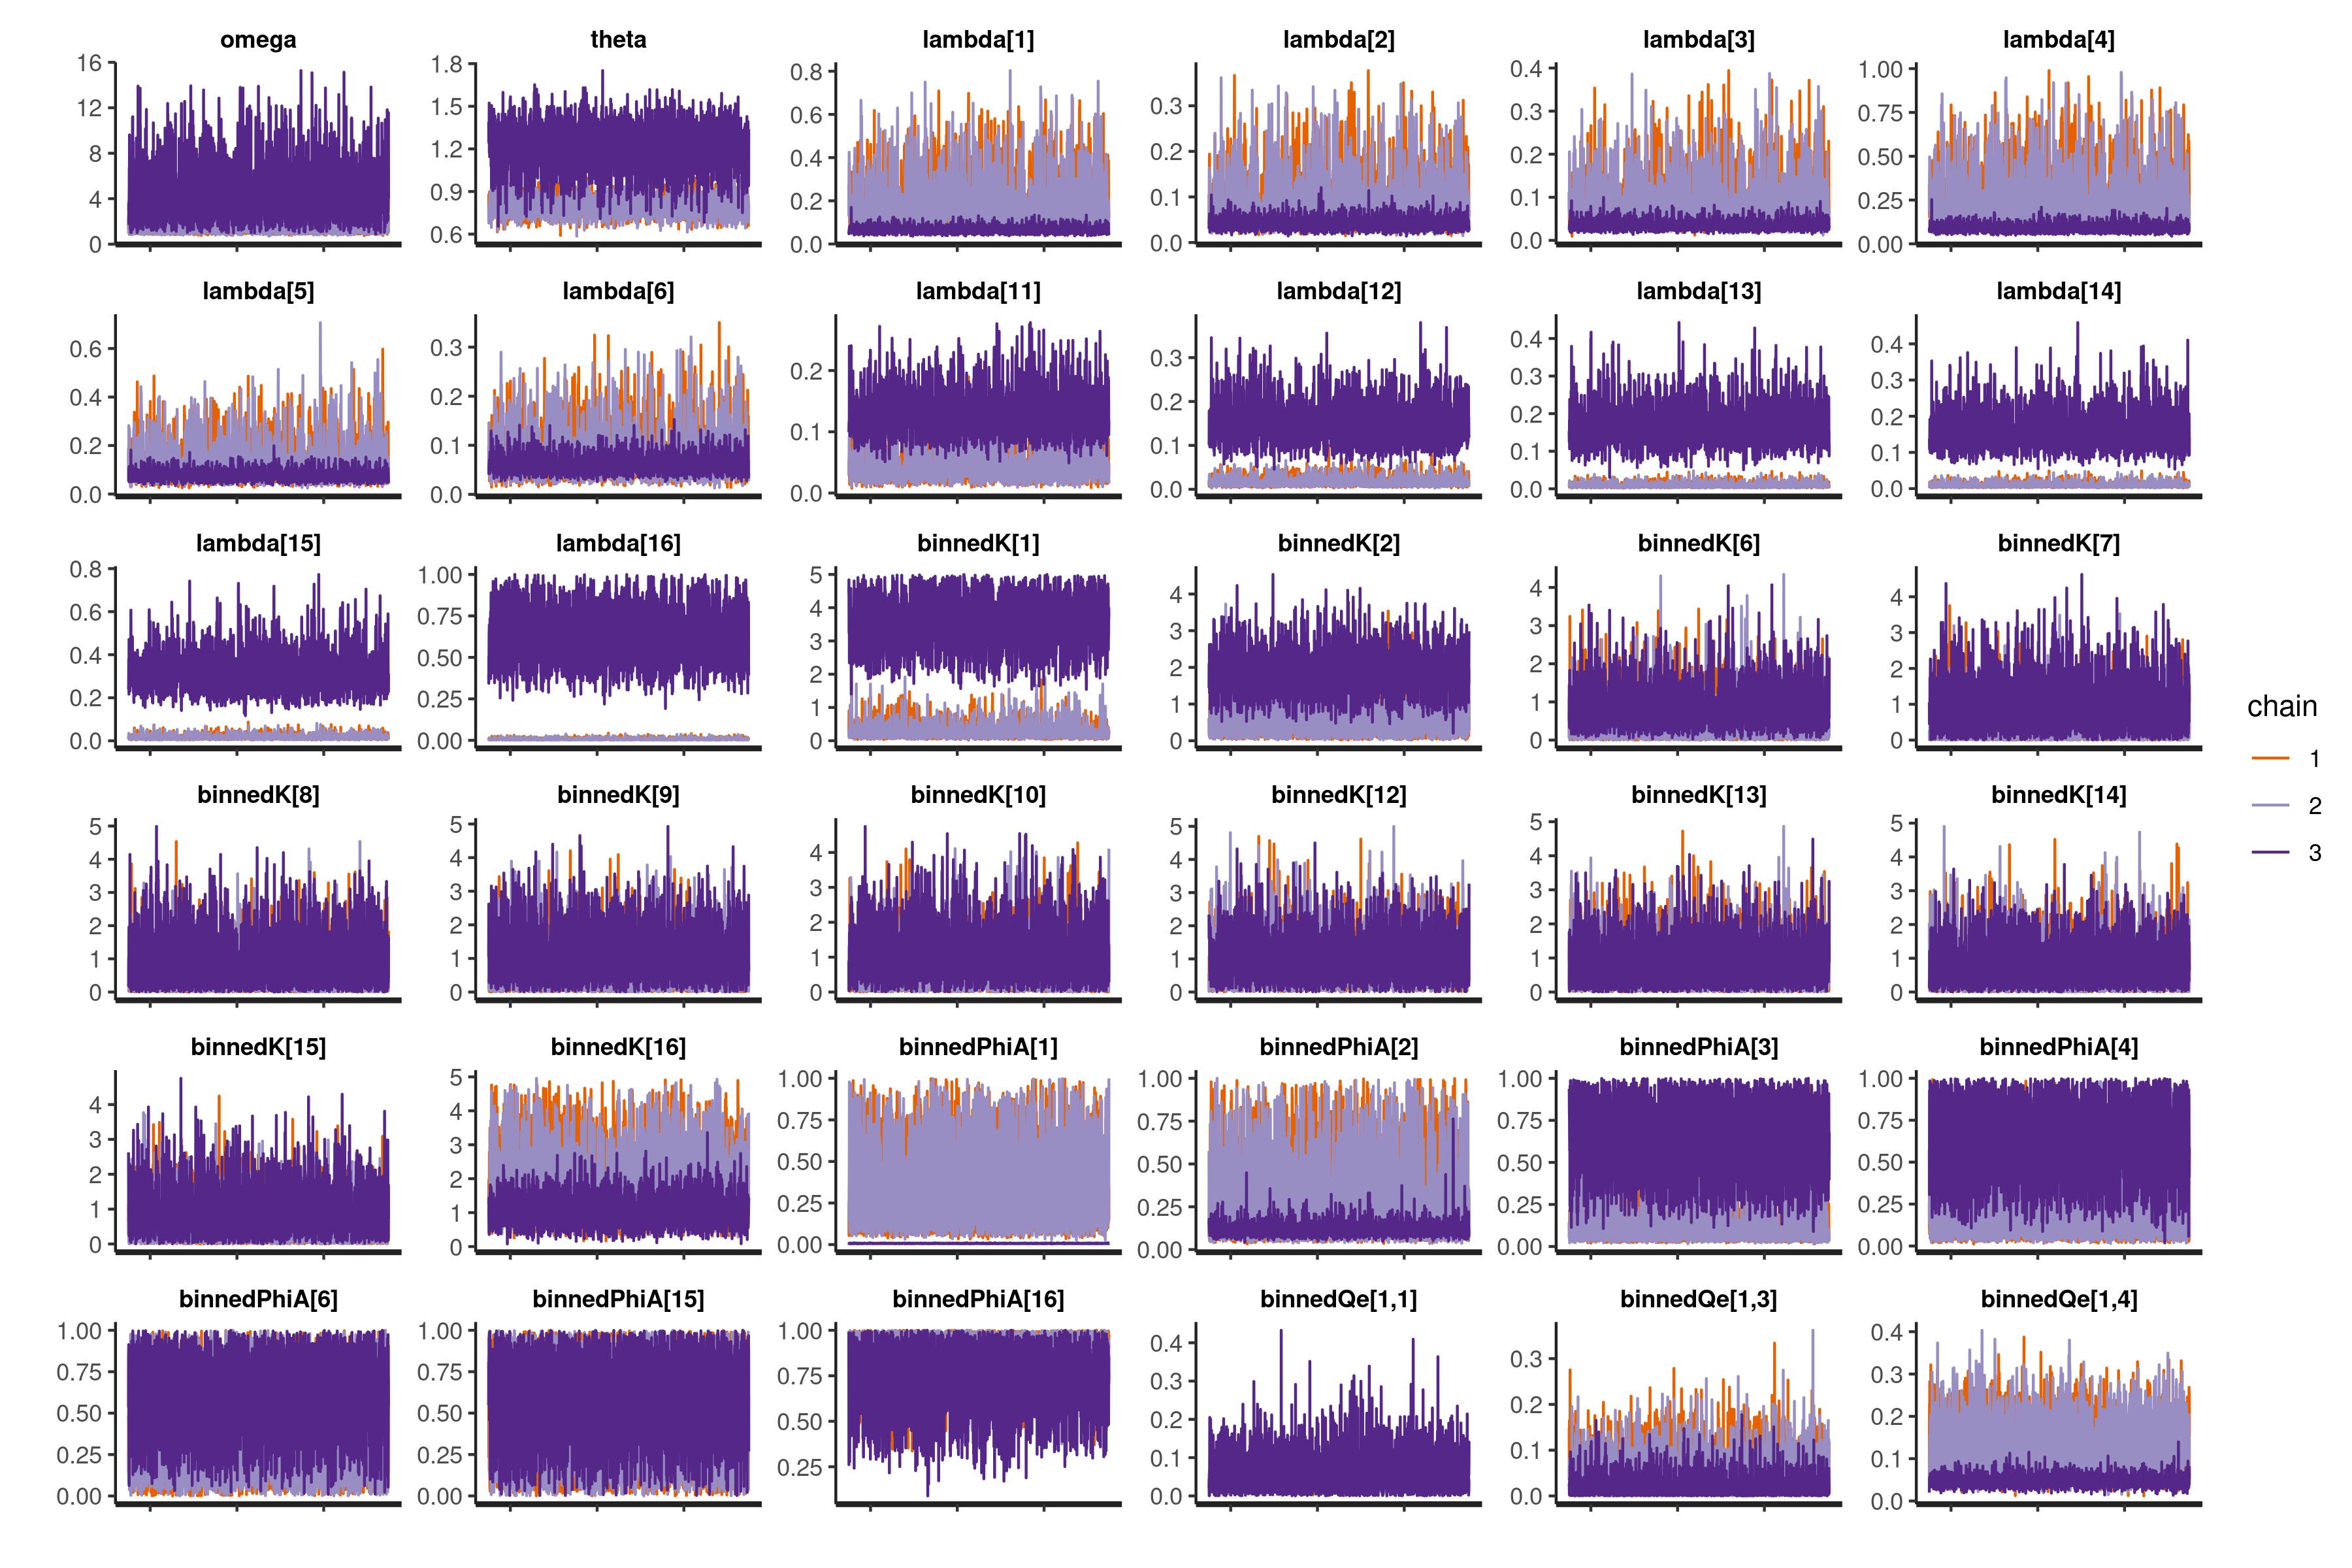 omega theta lambda[1] lambda[2] lambda[3] lambda[4]
16 12 8 4 0
1.8 1.5 1.2 0.9 0.6
0.8 0.6 0.4 0.2 0.0
0.3 0.2 0.1 0.0
0.4 0.3 0.2 0.1 0.0
1.00 0.75 0.50 0.25 0.00
lambda[5] lambda[6] lambda[11] lambda[12] lambda[13] lambda[14]
0.6 0.4 0.2 0.0
0.3 0.2 0.1 0.0
0.2 0.1 0.0
0.3 0.2 0.1 0.0
0.4 0.3 0.2 0.1 0.0
0.4 0.3 0.2 0.1 0.0
lambda[15] lambda[16] binnedK[1] binnedK[2] binnedK[6] binnedK[7]
0.8 0.6 0.4 0.2 0.0
1.00 0.75 0.50 0.25 0.00
5 4 3 2 1 0
4 3 2 1 0
4 3 2 1 0
4 3 2 1 0
chain
1
2
3
binnedK[8] binnedK[9] binnedK[10] binnedK[12] binnedK[13] binnedK[14]
5 4 3 2 1 0
5 4 3 2 1 0
4 3 2 1 0
5 4 3 2 1 0
5 4 3 2 1 0
5 4 3 2 1 0
binnedK[15] binnedK[16] binnedPhiA[1] binnedPhiA[2] binnedPhiA[3] binnedPhiA[4]
4 3 2 1 0
5 4 3 2 1 0
1.00 0.75 0.50 0.25 0.00
1.00 0.75 0.50 0.25 0.00
1.00 0.75 0.50 0.25 0.00
1.00 0.75 0.50 0.25 0.00
binnedPhiA[6] binnedPhiA[15] binnedPhiA[16] binnedQe[1,1] binnedQe[1,3] binnedQe[1,4]
1.00 0.75 0.50 0.25 0.00
1.00 0.75 0.50 0.25 0.00
1.00 0.75 0.50 0.25
0.4 0.3 0.2 0.1 0.0
0.3 0.2 0.1 0.0
0.4 0.3 0.2 0.1 0.0